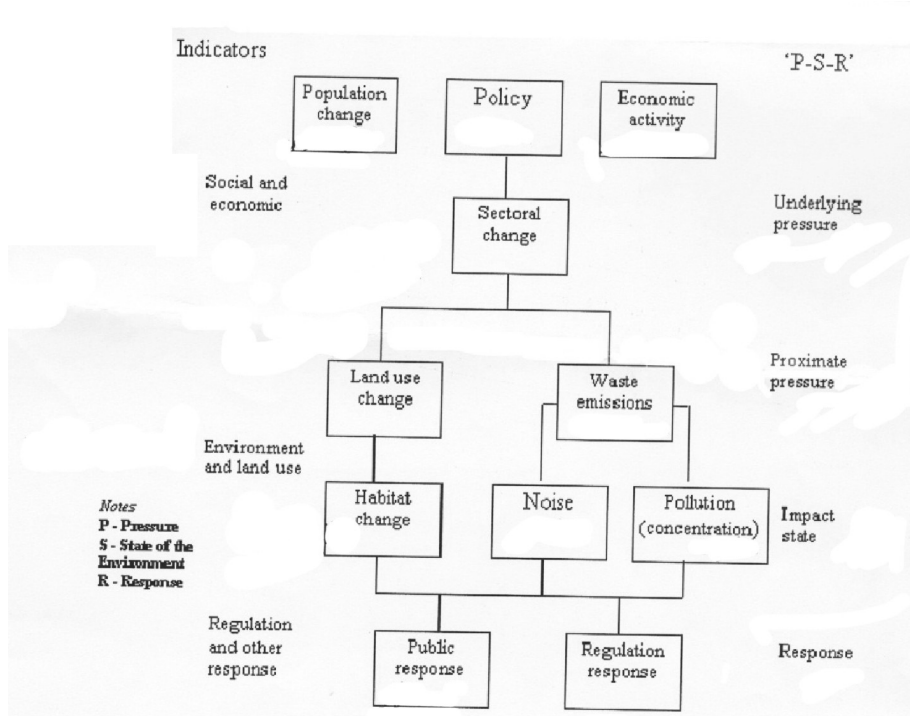 Indicators
'P-S-R'
Population
change
Policy
Economic
activity
Social and
economic
Sectoral
change
Underlying
pressure
Land use
change
Waste
emissions
Proximate
pressure
Environment
and land use
Habitat
change
Noise
Pollution
(concentration)
Impact
state
Notes
P - Pressure
S - State of the
Environment
R - Response
Regulation
and other
response
Public
response
Regulation
response
Response